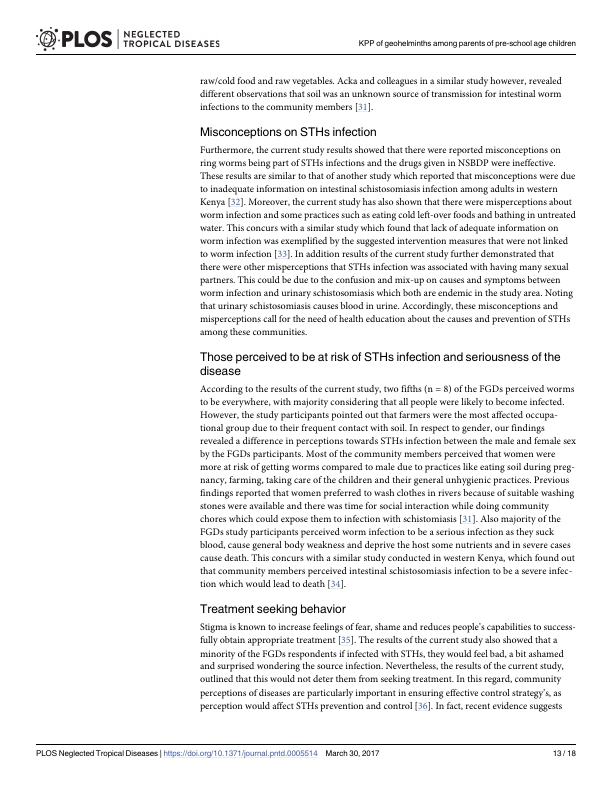 PLOS | NEGLECTED
TROPICAL DISEASES
KPP of geohelminths among parents of pre-school age children
raw/cold food and raw vegetables. Acka and colleagues in a similar study however, revealed
different observations that soil was an unknown source of transmission for intestinal worm
infections to the community members [31].
Misconceptions on STHs infection
Furthermore, the current study results showed that there were reported misconceptions on
ring worms being part of STHs infections and the drugs given in NSBDP were ineffective.
These results are similar to that of another study which reported that misconceptions were due
to inadequate information on intestinal schistosomiasis infection among adults in western
Kenya [32]. Moreover, the current study has also shown that there were misperceptions about
worm infection and some practices such as eating cold left-over foods and bathing in untreated
water. This concurs with a similar study which found that lack of adequate information on
worm infection was exemplified by the suggested intervention measures that were not linked
to worm infection [33]. In addition results of the current study further demonstrated that
there were other misperceptions that STHs infection was associated with having many sexual
partners. This could be due to the confusion and mix-up on causes and symptoms between
worm infection and urinary schistosomiasis which both are endemic in the study area. Noting
that urinary schistosomiasis causes blood in urine. Accordingly, these misconceptions and
misperceptions call for the need of health education about the causes and prevention of STHs
among these communities.
Those perceived to be at risk of STHs infection and seriousness of the
disease
According to the results of the current study, two fifths (n = 8) of the FGDs perceived worms
to be everywhere, with majority considering that all people were likely to become infected.
However, the study participants pointed out that farmers were the most affected occupa-
tional group due to their frequent contact with soil. In respect to gender, our findings
revealed a difference in perceptions towards STHs infection between the male and female sex
by the FGDs participants. Most of the community members perceived that women were
more at risk of getting worms compared to male due to practices like eating soil during preg-
nancy, farming, taking care of the children and their general unhygienic practices. Previous
findings reported that women preferred to wash clothes in rivers because of suitable washing
stones were available and there was time for social interaction while doing community
chores which could expose them to infection with schistomiasis [31]. Also majority of the
FGDs study participants perceived worm infection to be a serious infection as they suck
blood, cause general body weakness and deprive the host some nutrients and in severe cases
cause death. This concurs with a similar study conducted in western Kenya, which found out
that community members perceived intestinal schistosomiasis infection to be a severe infec-
tion which would lead to death [34].
Treatment seeking behavior
Stigma is known to increase feelings of fear, shame and reduces people's capabilities to success-
fully obtain appropriate treatment [35]. The results of the current study also showed that a
minority of the FGDs respondents if infected with STHs, they would feel bad, a bit ashamed
and surprised wondering the source infection. Nevertheless, the results of the current study,
outlined that this would not deter them from seeking treatment. In this regard, community
perceptions of diseases are particularly important in ensuring effective control strategy's, as
perception would affect STHs prevention and control [36]. In fact, recent evidence suggests
PLOS Neglected Tropical Diseases | https://doi.org/10.1371/journal.pntd.0005514 March 30, 2017
13 / 18